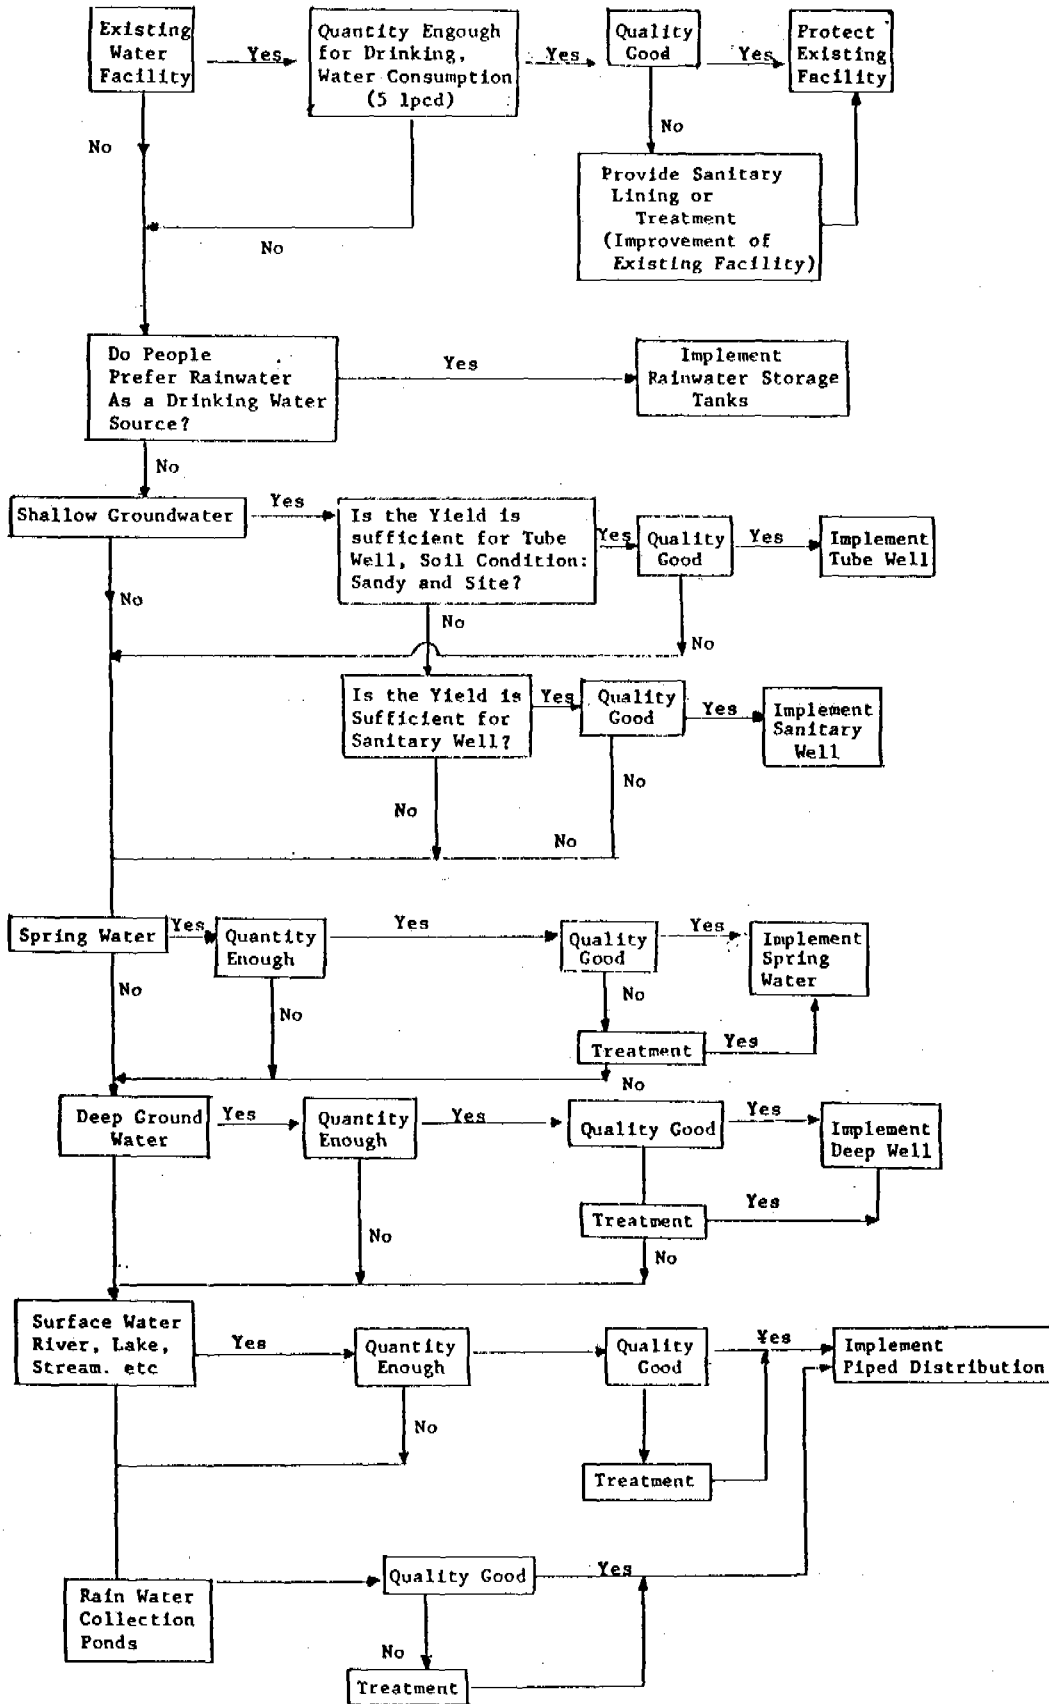 Existing
Water
Facility
Yes
Quantity Engough
for Drinking,
Water Consumption
(5 lpcd)
Yes
Quality
Good
Yes
Protect
Existing
Facility
No
No
Provide Sanitary
Lining or
Treatment
(Improvement of
Existing Facility)
No
Do People
Prefer Rainwater
As a Drinking Water
Source?
Yes
Implement
Rainwater Storage
Tanks
No
Shallow Groundwater
Yes
Is the Yield is
sufficient for Tube
Well, Soil Condition:
Sandy and Site?
Yes
Quality
Good
Yes
Implement
Tube Well
No
No
No
Is the Yield is
Sufficient for
Sanitary Well?
Yes
Quality
Good
Yes
Implement
Sanitary
Well
No
No
No
Spring Water
Yes
Quantity
Enough
Yes
Quality
Good
Yes
Implement
Spring
Water
No
No
No
Treatment
Yes
No
Deep Ground
Water
Yes
Quantity
Enough
Yes
Quality Good
Yes
Implement
Deep Well
Treatment
Yes
No
No
Surface Water
River, Lake,
Stream. etc
Yes
Quantity
Enough
Quality
Good
Yes
Implement
Piped Distribution
No
Treatment
Rain Water
Collection
Ponds
Quality Good
Yes
No
Treatment